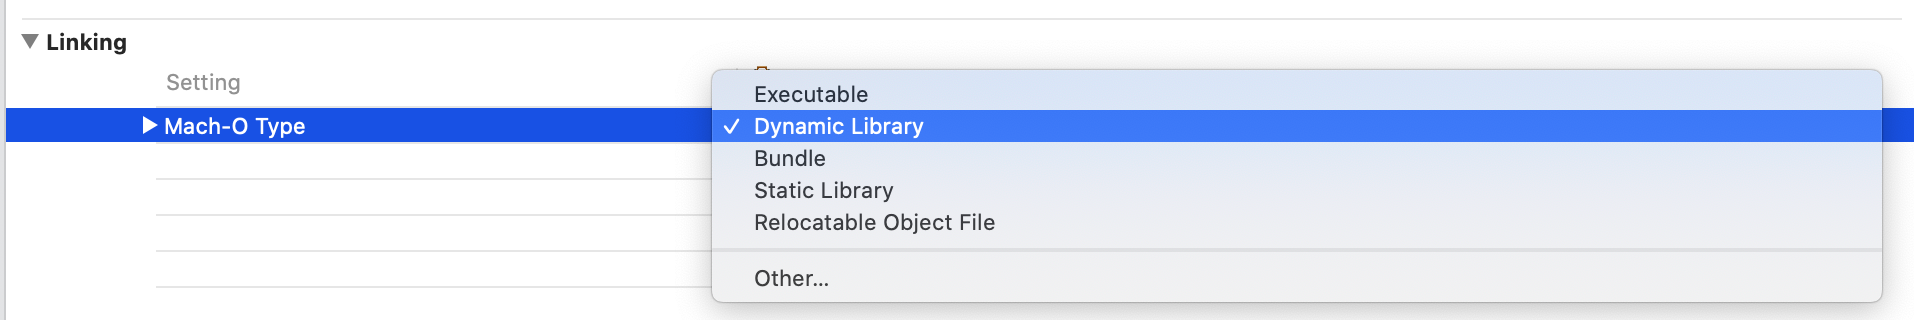 Linking
Setting
Mach-O Type
Executable
Dynamic Library
Bundle
Static Library
Relocatable Object File
Other...